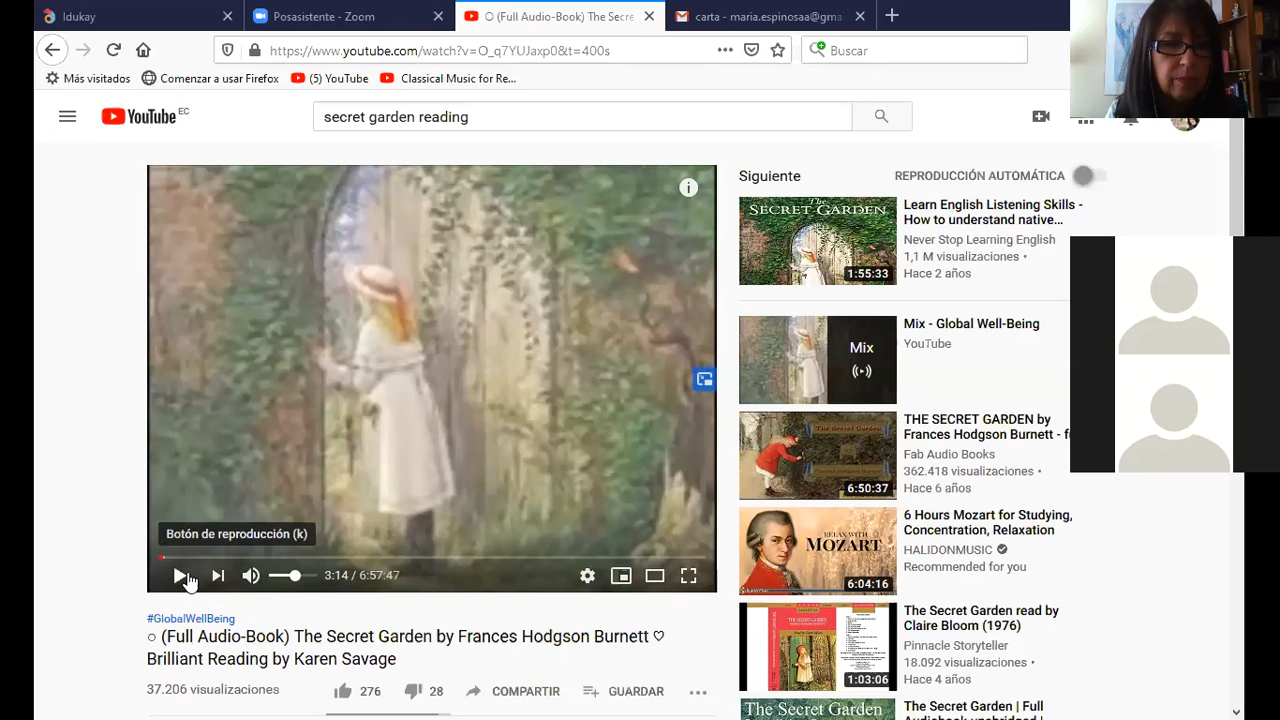 Idukay
Posasistente - Zoom
(Full Audio-Book) The Secre
carta - maria.espinosaa@gma
https://www.youtube.com/watch?v=O_q7YUJaxp0&t=400s
Buscar
Más visitados
Comenzar a usar Firefox
(5) YouTube
Classical Music for Re...
YouTube EC
secret garden reading
Siguiente
REPRODUCCIÓN AUTOMÁTICA
The
SECRET GARDEN
1:55:33
Learn English Listening Skills -
How to understand native...
Never Stop Learning English
1,1 M visualizaciones •
Hace 2 años
Mix
Mix - Global Well-Being
YouTube
The Secret Garden
6:50:37
THE SECRET GARDEN by
Frances Hodgson Burnett - f
Fab Audio Books
362.418 visualizaciones •
Hace 6 años
RELAX WITH
MOZART
6:04:16
6 Hours Mozart for Studying,
Concentration, Relaxation
HALIDONMUSIC
Recommended for you
1:03:06
The Secret Garden read by
Claire Bloom (1976)
Pinnacle Storyteller
18.092 visualizaciones •
Hace 4 años
The Secret Garden
The Secret Garden | Full
Audiobook unabridged |
Botón de reproducción (k)
3:14 / 6:57:47
#GlobalWellBeing
(Full Audio-Book) The Secret Garden by Frances Hodgson Burnett ♡
Brilliant Reading by Karen Savage
37.206 visualizaciones
276
28
COMPARTIR
GUARDAR